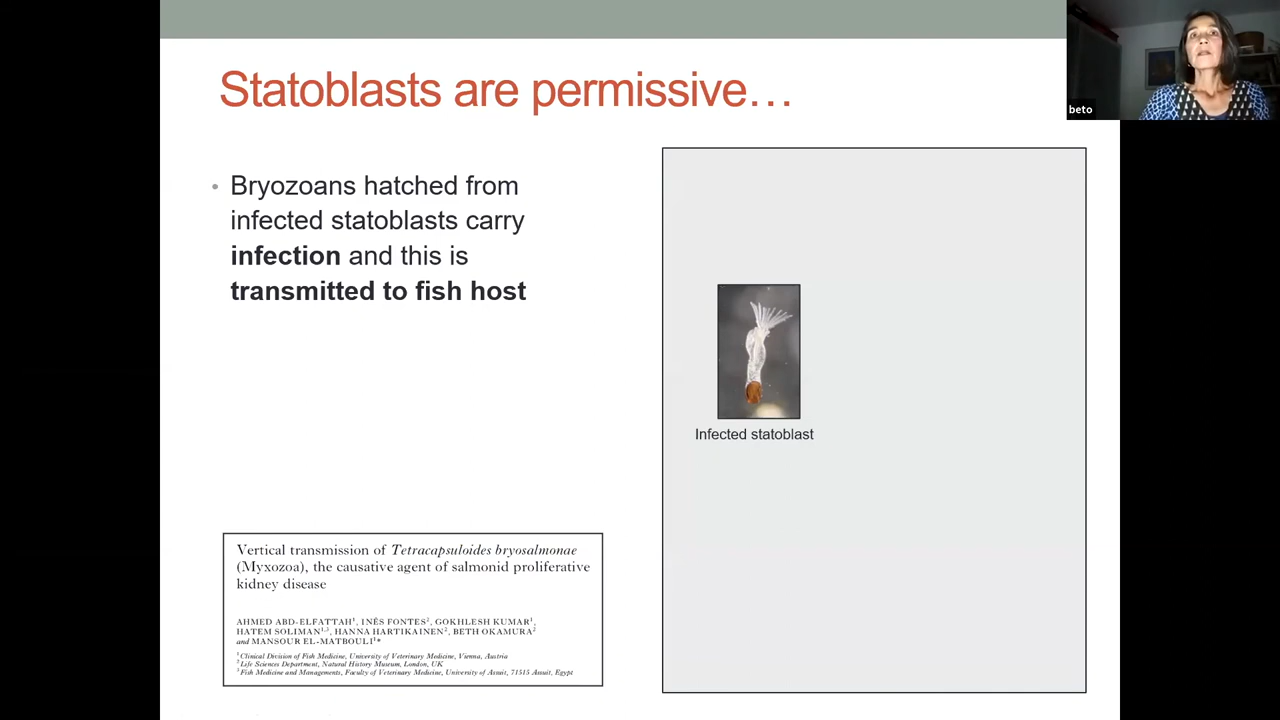 Statoblasts are permissive…
beto
• Bryozoans hatched from
infected statoblasts carry
infection and this is
transmitted to fish host
Infected statoblast
Vertical transmission of Tetracapsuloides bryosalmonae
(Myxozoa), the causative agent of salmonid proliferative
kidney disease
AHMED ABD-ELFATTAH¹, INÊS FONTES², GOKHLESH KUMAR¹,
HATEM SOLIMAN¹,³, HANNA HARTIKAINEN², BETH OKAMURA²
and MANSOUR EL-MATBOULI¹*
¹ Clinical Division of Fish Medicine, University of Veterinary Medicine, Vienna, Austria
² Life Sciences Department, Natural History Museum, London, UK
³ Fish Medicine and Managements, Faculty of Veterinary Medicine, University of Assuit, 71515 Assuit, Egypt